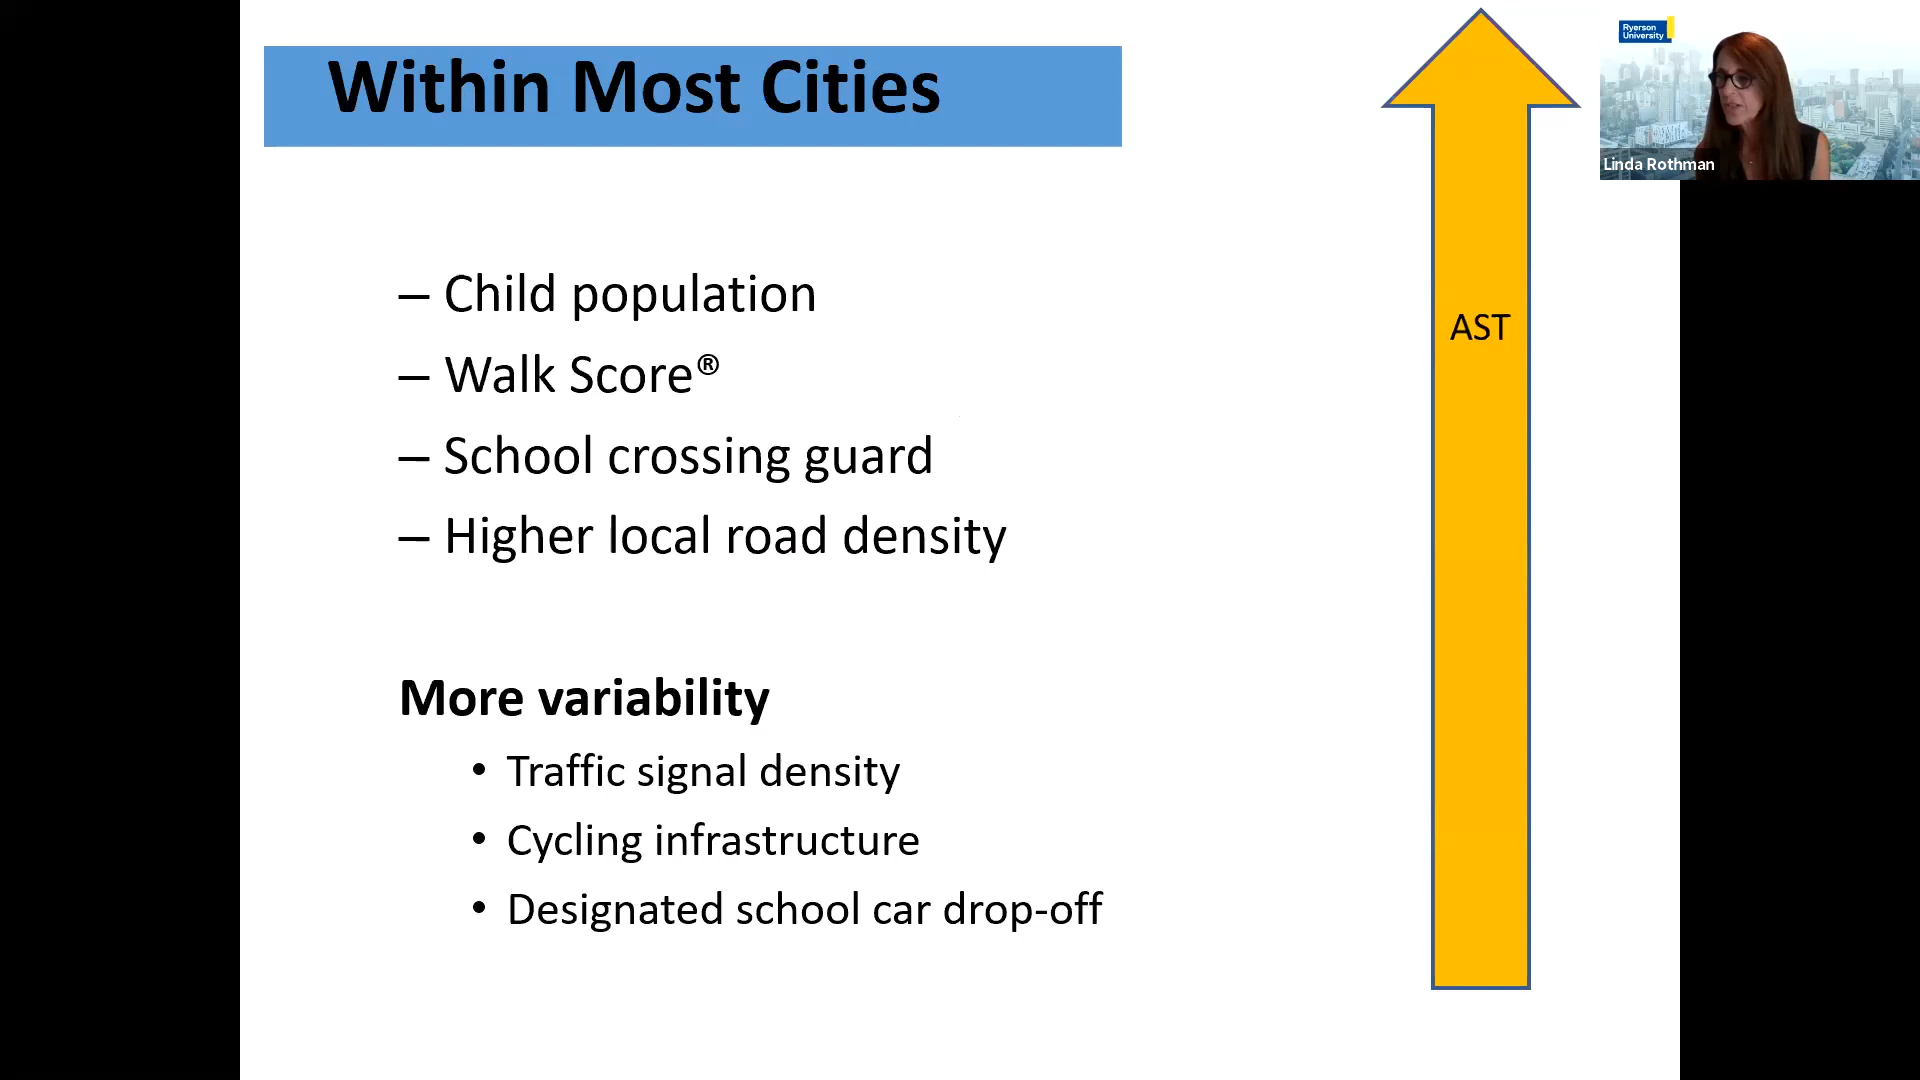 Within Most Cities
– Child population
– Walk Score®
– School crossing guard
– Higher local road density
More variability
• Traffic signal density
• Cycling infrastructure
• Designated school car drop-off
AST
Ryerson
University
Linda Rothman